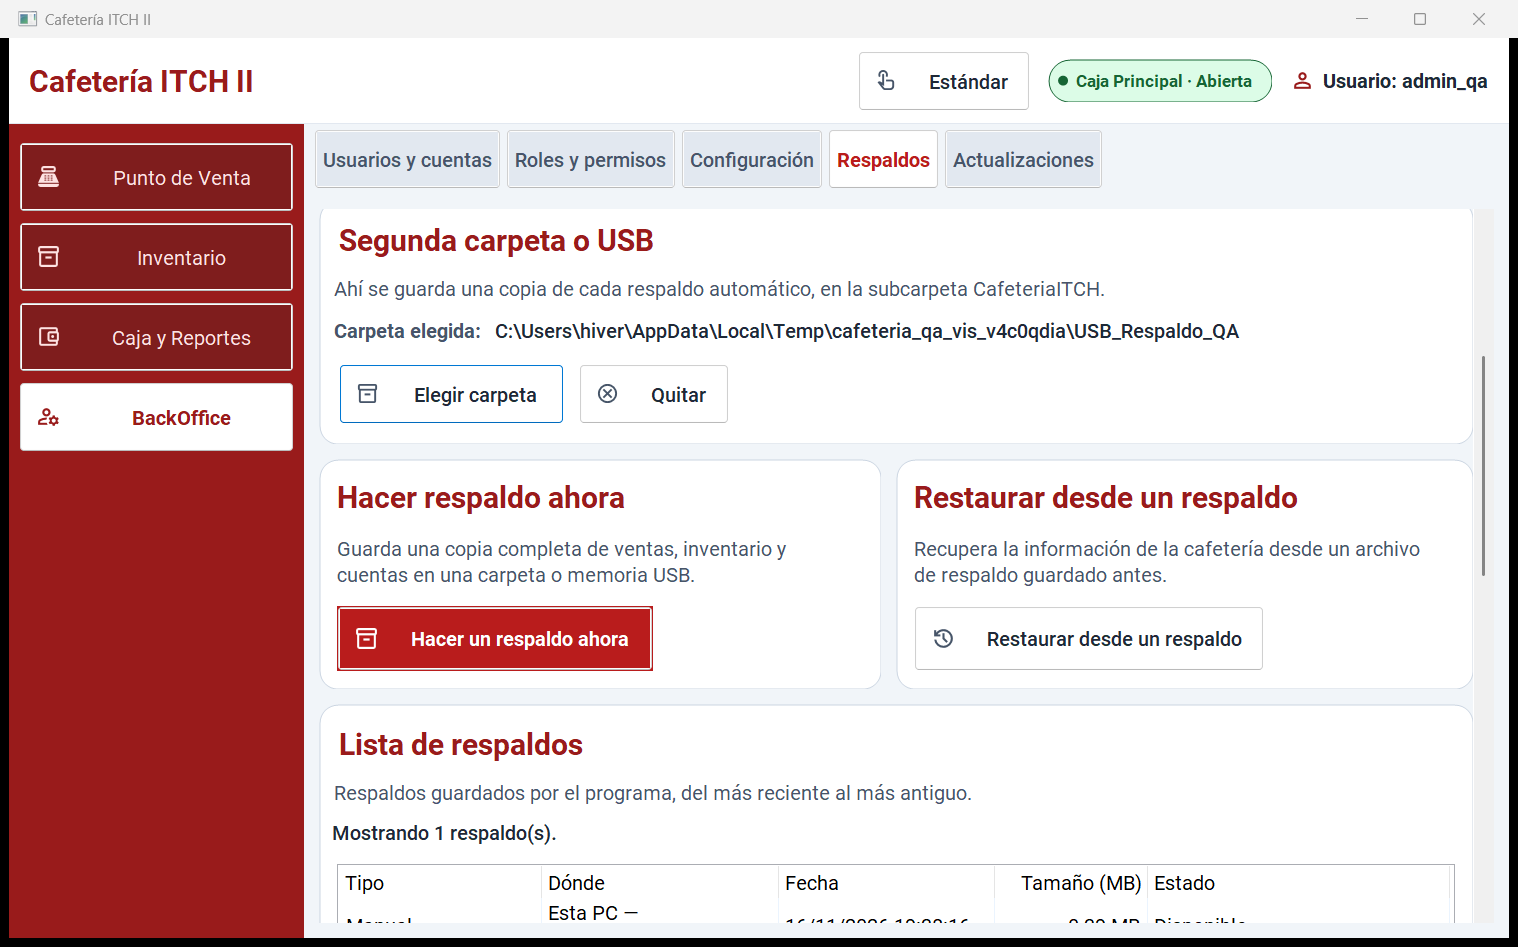 Cafetería ITCH II
Cafetería ITCH II
Estándar
Caja Principal · Abierta
Usuario: admin_qa
Punto de Venta
Inventario
Caja y Reportes
BackOffice
Usuarios y cuentas
Roles y permisos
Configuración
Respaldos
Actualizaciones
Segunda carpeta o USB
Ahí se guarda una copia de cada respaldo automático, en la subcarpeta CafeteriaITCH.
Carpeta elegida: C:\Users\hiver\AppData\Local\Temp\cafeteria_qa_vis_v4c0qdia\USB_Respaldo_QA
Elegir carpeta
Quitar
Hacer respaldo ahora
Guarda una copia completa de ventas, inventario y
cuentas en una carpeta o memoria USB.
Hacer un respaldo ahora
Restaurar desde un respaldo
Recupera la información de la cafetería desde un archivo
de respaldo guardado antes.
Restaurar desde un respaldo
Lista de respaldos
Respaldos guardados por el programa, del más reciente al más antiguo.
Mostrando 1 respaldo(s).
Tipo Dónde Fecha Tamaño (MB) Estado
Esta PC —
Manual Disponible